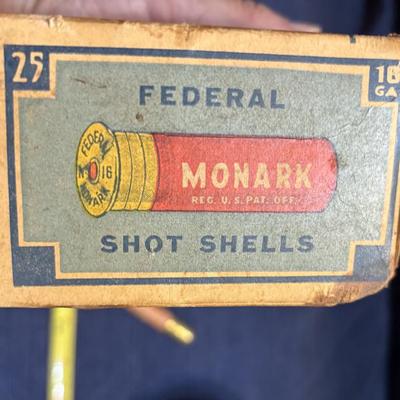 25
16
GA
FEDERAL
FEDERAL
16
MONARK
MONARK
REG. U.S. PAT. OFF.
SHOT SHELLS